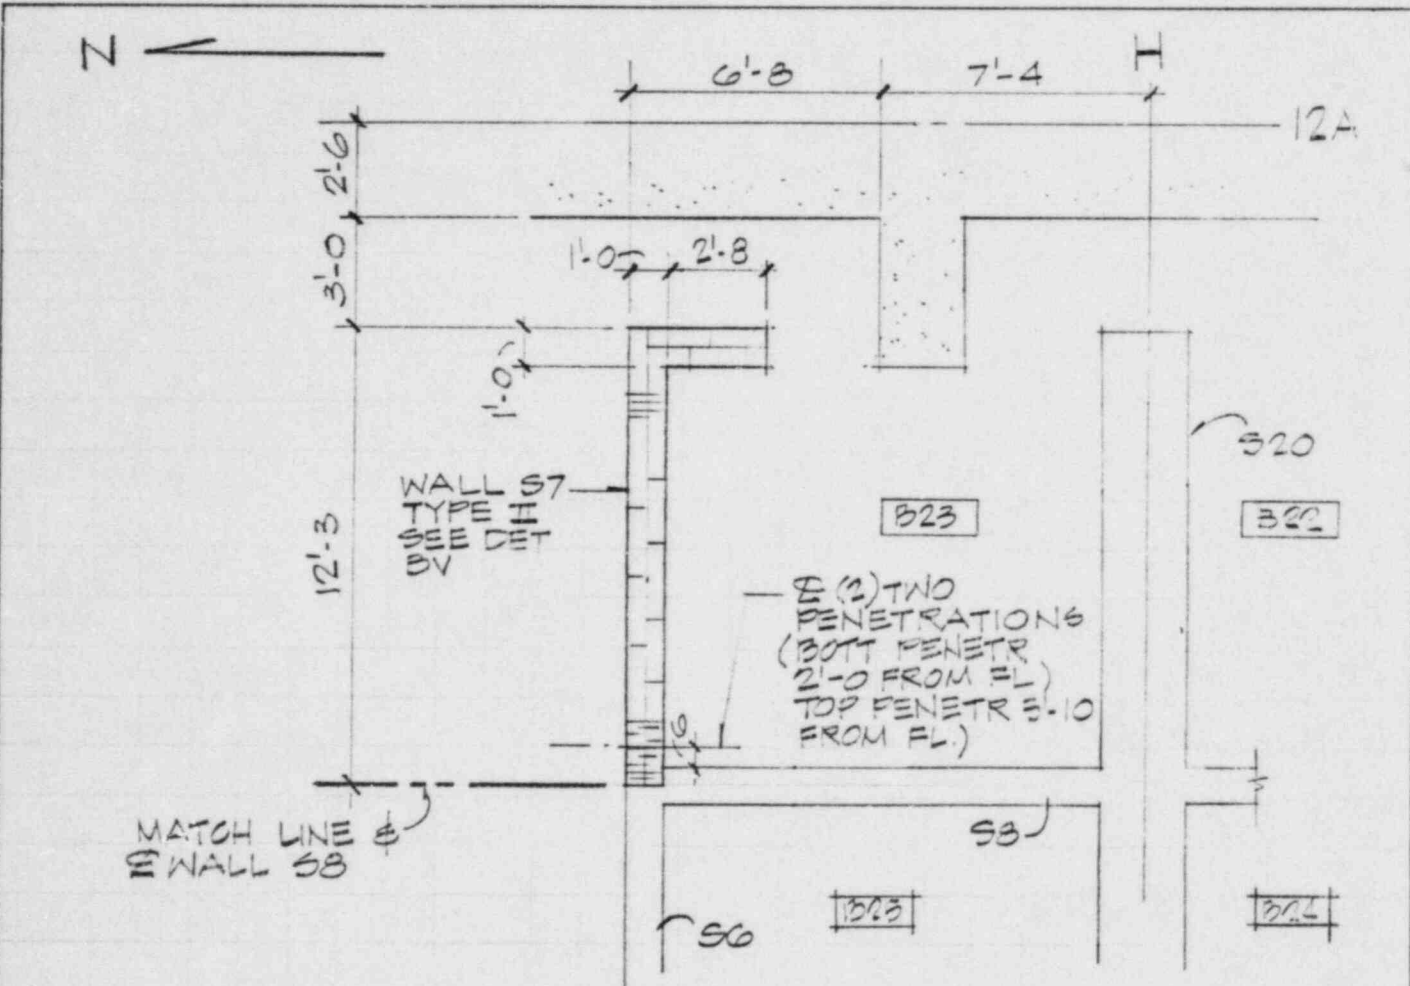 N
6'-8
7'-4
H
12A
2'-6
3'-0
1'-0
2'-8
1'-0
S20
WALL S7
TYPE II
SEE DET
BV
B23
12'-3
℄ (2) TWO
PENETRATIONS
(BOTT PENETR
2'-0 FROM FL)
TOP PENETR 5'-10
FROM FL.)
6
MATCH LINE &
℄ WALL S8
S8
S6